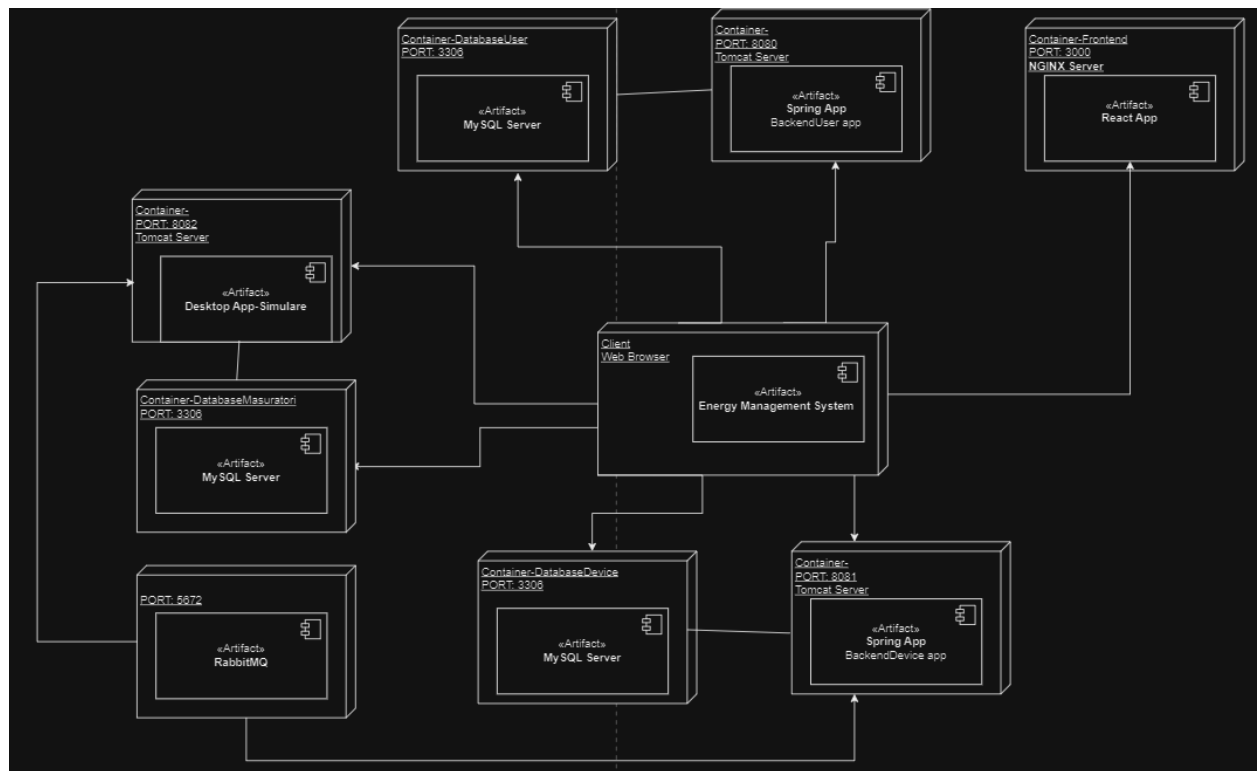 Container-DatabaseUser
PORT: 3306
«Artifact»
MySQL Server
Container-
PORT: 8080
Tomcat Server
«Artifact»
Spring App
BackendUser app
Container-Frontend
PORT: 3000
NGINX Server
«Artifact»
React App
Container-
PORT: 8082
Tomcat Server
«Artifact»
Desktop App-Simulare
Client
Web Browser
«Artifact»
Energy Management System
Container-DatabaseMasuratori
PORT: 3306
«Artifact»
MySQL Server
Container-DatabaseDevice
PORT: 3306
«Artifact»
MySQL Server
Container-
PORT: 8081
Tomcat Server
«Artifact»
Spring App
BackendDevice app
PORT: 5672
«Artifact»
RabbitMQ